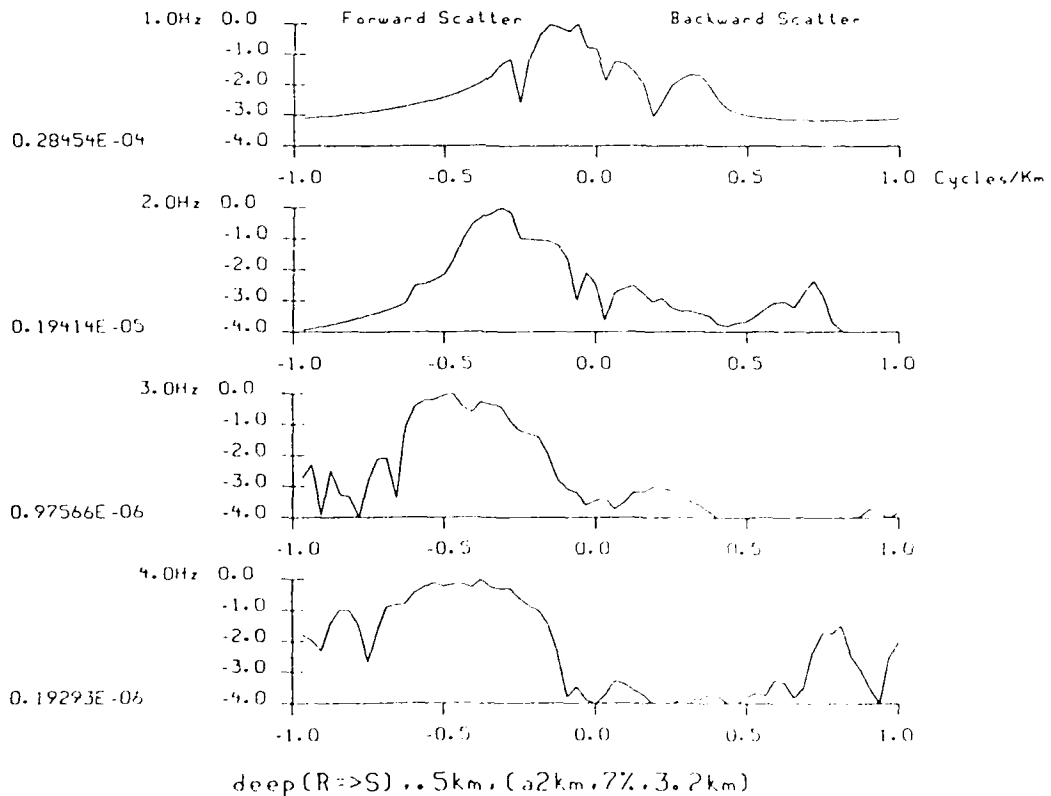 Forward Scatter Backward Scatter
1.0Hz 0.0
-1.0
-2.0
-3.0
0.28454E-04 -4.0
-1.0 -0.5 0.0 0.5 1.0 Cycles/Km
2.0Hz 0.0
-1.0
-2.0
-3.0
0.19414E-05 -4.0
-1.0 -0.5 0.0 0.5 1.0
3.0Hz 0.0
-1.0
-2.0
-3.0
0.97566E-06 -4.0
-1.0 -0.5 0.0 0.5 1.0
4.0Hz 0.0
-1.0
-2.0
-3.0
0.19293E-06 -4.0
-1.0 -0.5 0.0 0.5 1.0
deep(R=>S),.5km,(a2km,7%,3.2km)